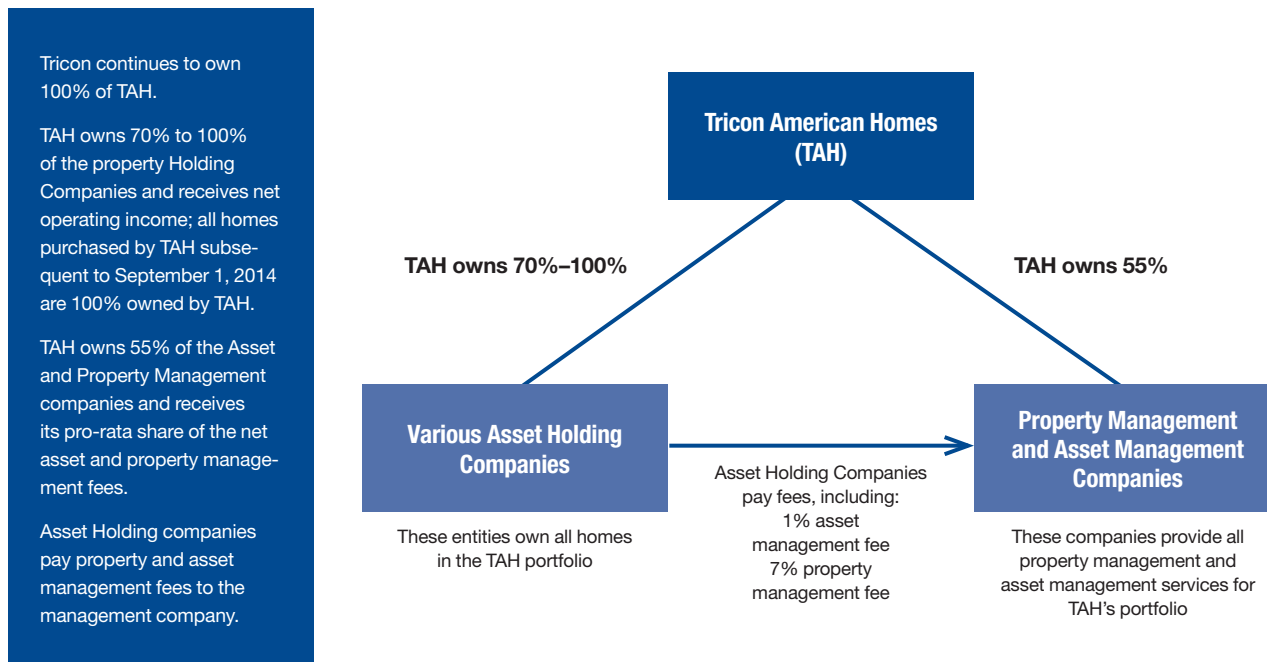 Tricon continues to own
100% of TAH.
TAH owns 70% to 100%
of the property Holding
Companies and receives net
operating income; all homes
purchased by TAH subse-
quent to September 1, 2014
are 100% owned by TAH.
TAH owns 55% of the Asset
and Property Management
companies and receives
its pro-rata share of the net
asset and property manage-
ment fees.
Asset Holding companies
pay property and asset
management fees to the
management company.
Tricon American Homes
(TAH)
TAH owns 70%–100%
TAH owns 55%
Various Asset Holding
Companies
These entities own all homes
in the TAH portfolio
Asset Holding Companies
pay fees, including:
1% asset
management fee
7% property
management fee
Property Management
and Asset Management
Companies
These companies provide all
property management and
asset management services for
TAH's portfolio